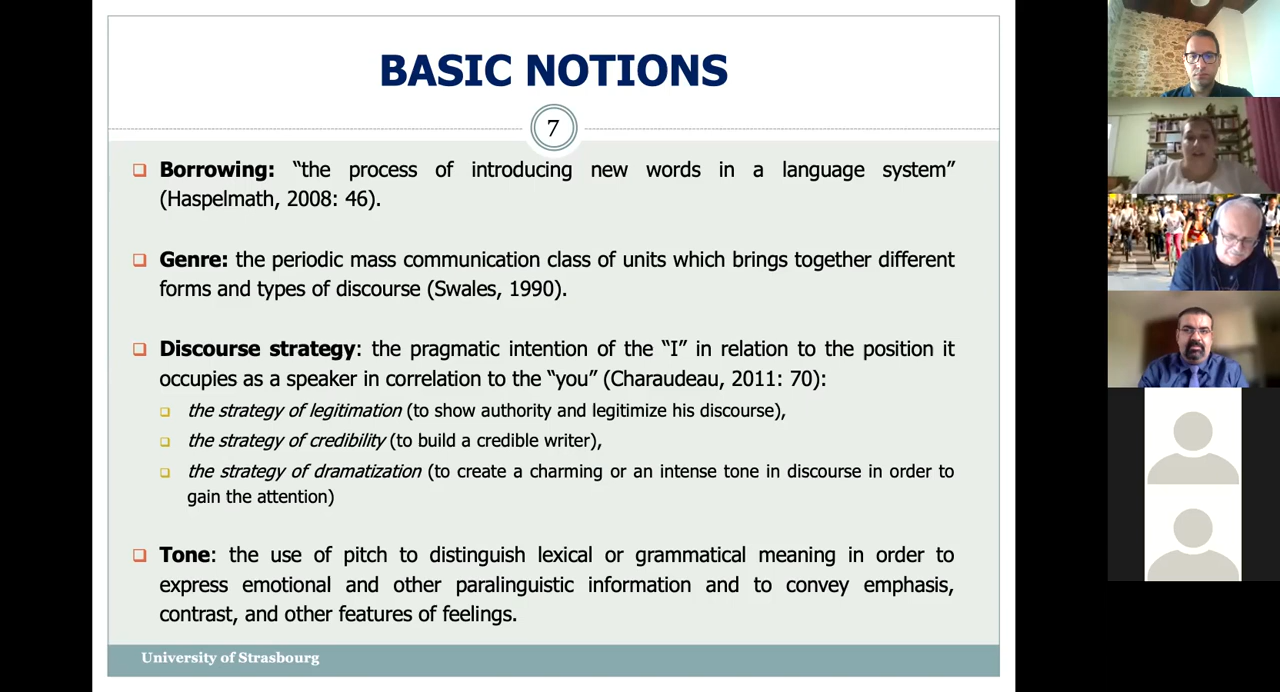 BASIC NOTIONS
7
Borrowing: “the process of introducing new words in a language system”
(Haspelmath, 2008: 46).
Genre: the periodic mass communication class of units which brings together different
forms and types of discourse (Swales, 1990).
Discourse strategy: the pragmatic intention of the “I” in relation to the position it
occupies as a speaker in correlation to the “you” (Charaudeau, 2011: 70):
the strategy of legitimation (to show authority and legitimize his discourse),
the strategy of credibility (to build a credible writer),
the strategy of dramatization (to create a charming or an intense tone in discourse in order to
gain the attention)
Tone: the use of pitch to distinguish lexical or grammatical meaning in order to
express emotional and other paralinguistic information and to convey emphasis,
contrast, and other features of feelings.
University of Strasbourg